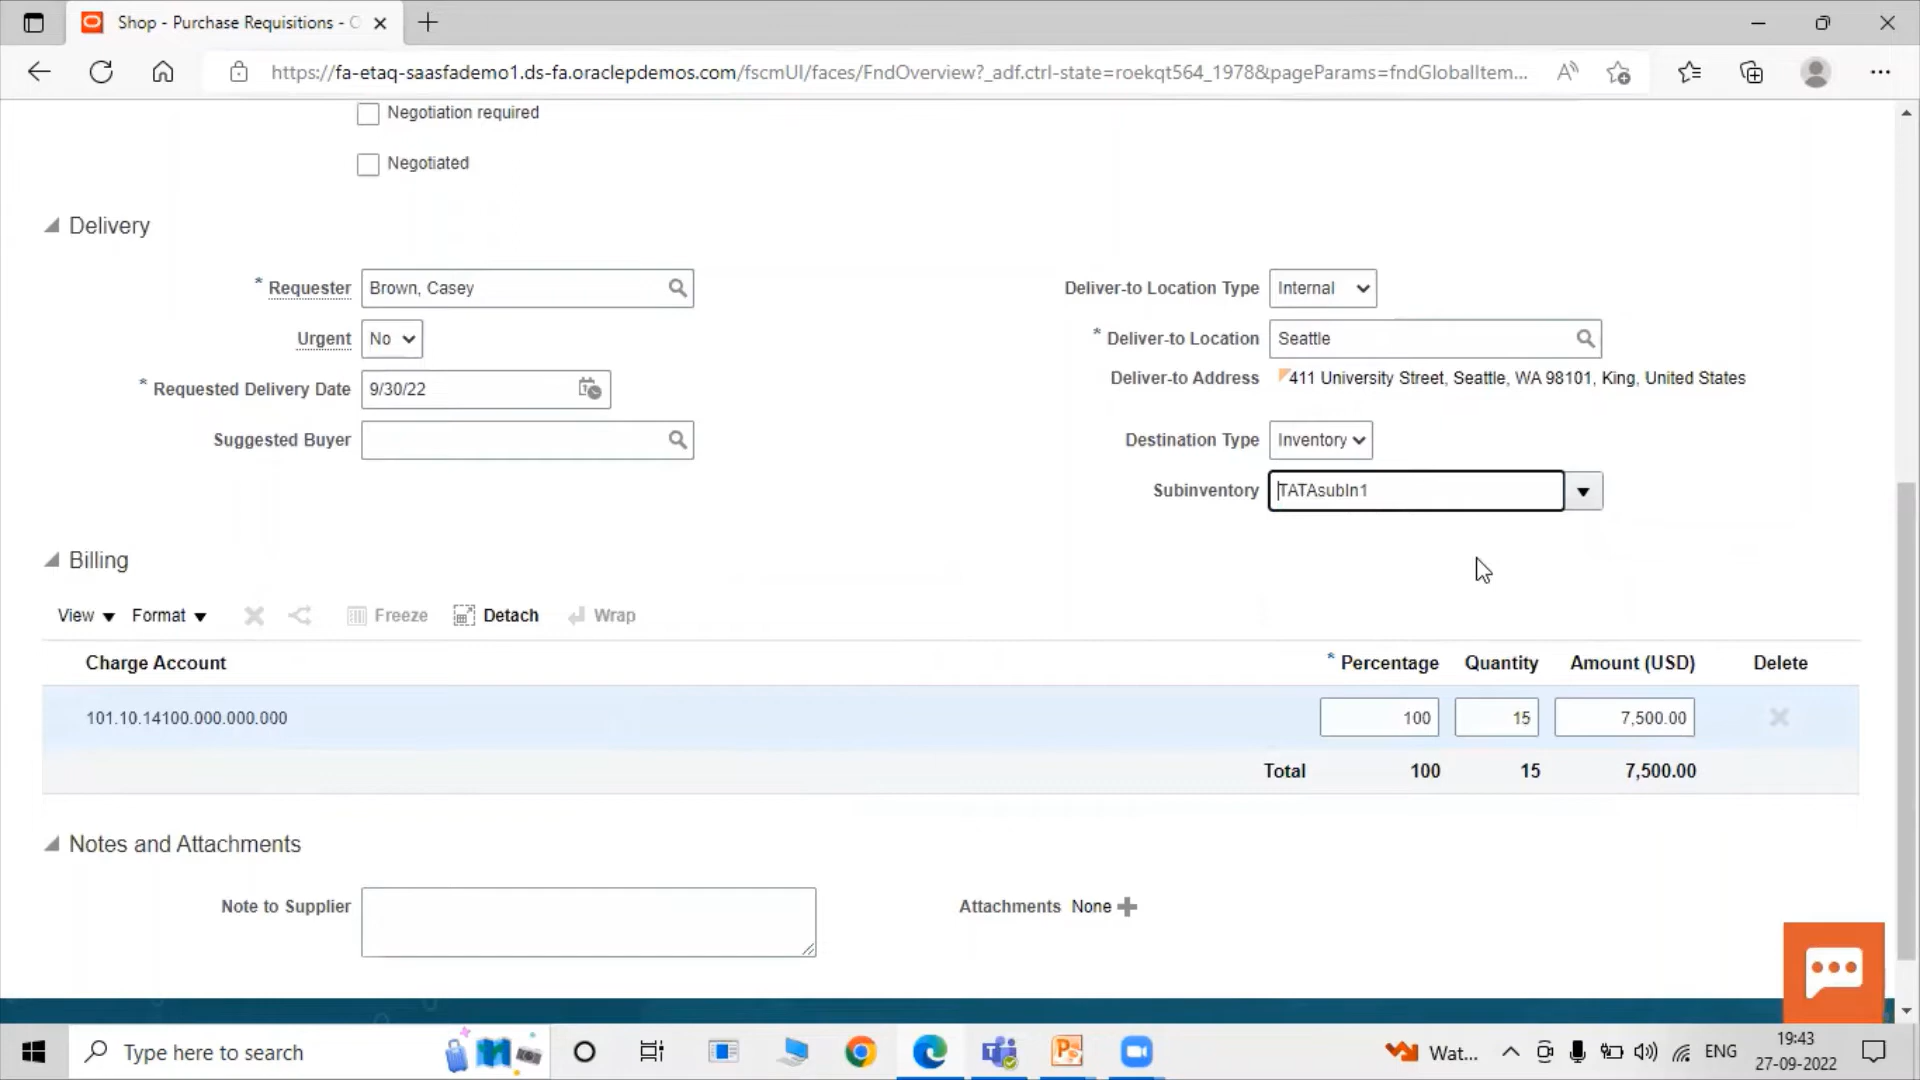 Shop - Purchase Requisitions - O
https://fa-etaq-saasfademo1.ds-fa.oraclepdemos.com/fscmUI/faces/FndOverview?_adf.ctrl-state=roekqt564_1978&pageParams=fndGlobalItem...
Negotiation required
Negotiated
Delivery
* Requester Brown, Casey
Deliver-to Location Type Internal
Urgent No
* Deliver-to Location Seattle
* Requested Delivery Date 9/30/22
Deliver-to Address 411 University Street, Seattle, WA 98101, King, United States
Suggested Buyer
Destination Type Inventory
Subinventory TATAsubIn1
Billing
View Format Freeze Detach Wrap
Charge Account * Percentage Quantity Amount (USD) Delete
101.10.14100.000.000.000 100 15 7,500.00
Total 100 15 7,500.00
Notes and Attachments
Note to Supplier
Attachments None
Type here to search
Wat...
ENG
19:43
27-09-2022